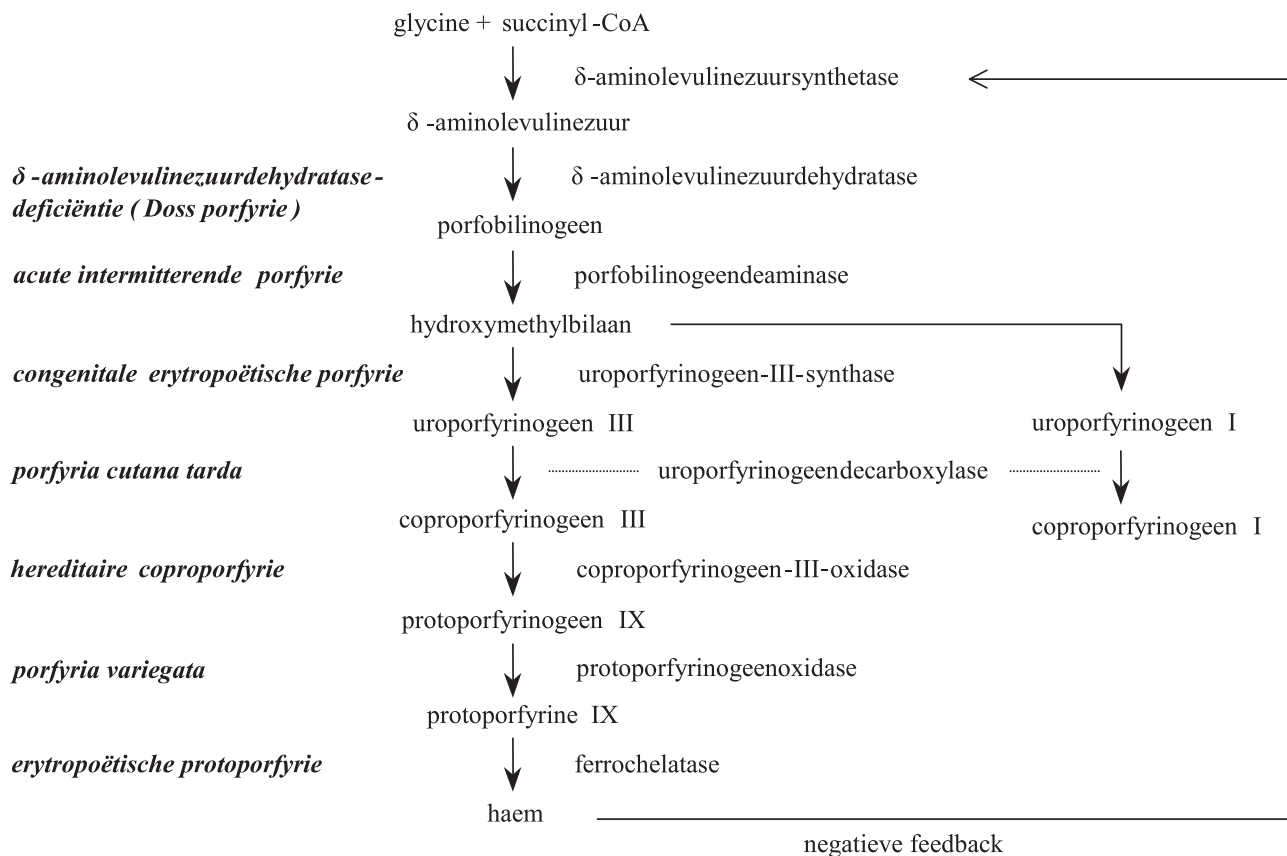 glycine + succinyl-CoA
δ-aminolevulinezuursynthetase
δ-aminolevulinezuur
δ-aminolevulinezuurdehydratase-
deficiëntie (Doss porfyrie)
δ-aminolevulinezuurdehydratase
porfobilinogeen
acute intermitterende porfyrie
porfobilinogeendeaminase
hydroxymethylbilaan
congenitale erytropoëtische porfyrie
uroporfyrinogeen-III-synthase
uroporfyrinogeen III
uroporfyrinogeen I
porfyria cutana tarda
uroporfyrinogeendecarboxylase
coproporfyrinogeen III
coproporfyrinogeen I
hereditaire coproporfyrie
coproporfyrinogeen-III-oxidase
protoporfyrinogeen IX
porfyria variegata
protoporfyrinogeenoxidase
protoporfyrine IX
erytropoëtische protoporfyrie
ferrochelatase
haem
negatieve feedback